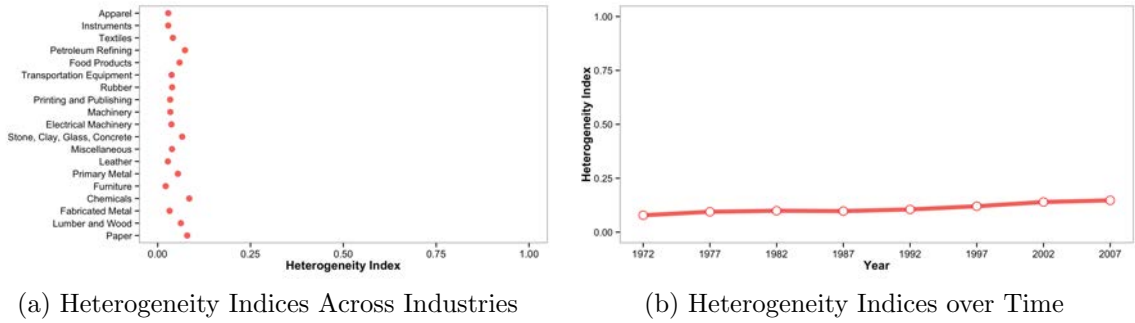 Apparel
Instruments
Textiles
Petroleum Refining
Food Products
Transportation Equipment
Rubber
Printing and Publishing
Machinery
Electrical Machinery
Stone, Clay, Glass, Concrete
Miscellaneous
Leather
Primary Metal
Furniture
Chemicals
Fabricated Metal
Lumber and Wood
Paper
0.00 0.25 0.50 0.75 1.00
Heterogeneity Index
(a) Heterogeneity Indices Across Industries
Heterogeneity Index
1.00
0.75
0.50
0.25
0.00
1972 1977 1982 1987 1992 1997 2002 2007
Year
(b) Heterogeneity Indices over Time